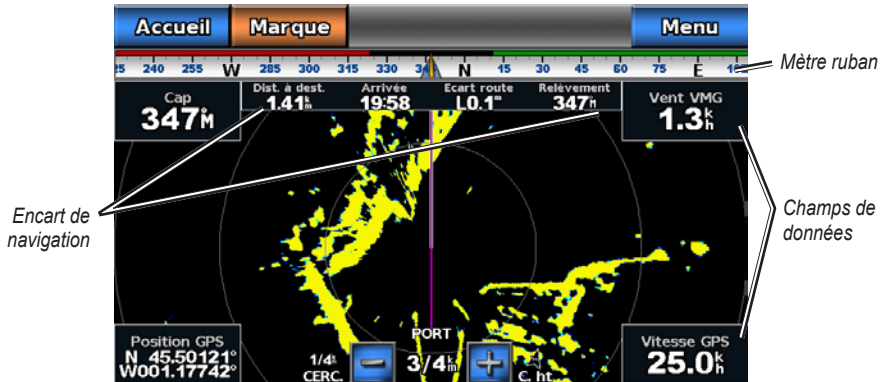 Accueil Marque Menu
25 240 255 W 285 300 315 330 N 15 30 45 60 75 E
Mètre ruban
Cap
347°M
Dist. à dest. Arrivée Ecart route Relèvement
1.41 19:58 L0.1 347
Vent VMG
1.3 k/h
Encart de
navigation
Champs de
données
Position GPS
N 45.50121°
W001.17742°
1/4
CERC.
PORT
3/4
C. ht.
Vitesse GPS
25.0 k/h